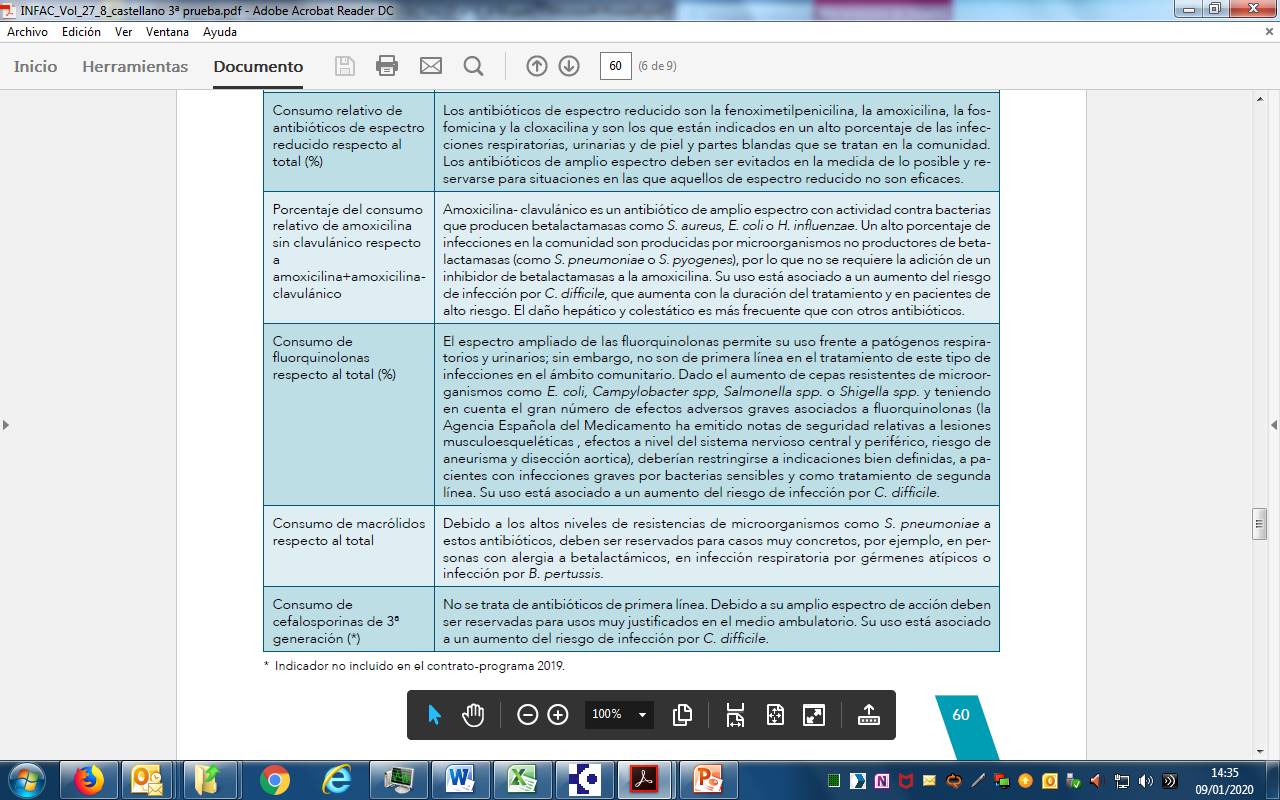 INFAC_Vol_27_8_castellano 3ª prueba.pdf - Adobe Acrobat Reader DC
Archivo Edición Ver Ventana Ayuda
Inicio Herramientas Documento 60 (6 de 9)
Consumo relativo de
antibióticos de espectro
reducido respecto al
total (%)
Los antibióticos de espectro reducido son la fenoximetilpenicilina, la amoxicilina, la fos-
fomicina y la cloxacilina y son los que están indicados en un alto porcentaje de las infec-
ciones respiratorias, urinarias y de piel y partes blandas que se tratan en la comunidad.
Los antibióticos de amplio espectro deben ser evitados en la medida de lo posible y re-
servarse para situaciones en las que aquellos de espectro reducido no son eficaces.
Porcentaje del consumo
relativo de amoxicilina
sin clavulánico respecto
a
amoxicilina+amoxicilina-
clavulánico
Amoxicilina- clavulánico es un antibiótico de amplio espectro con actividad contra bacterias
que producen betalactamasas como S. aureus, E. coli o H. influenzae. Un alto porcentaje de
infecciones en la comunidad son producidas por microorganismos no productores de beta-
lactamasas (como S. pneumoniae o S. pyogenes), por lo que no se requiere la adición de un
inhibidor de betalactamasas a la amoxicilina. Su uso está asociado a un aumento del riesgo
de infección por C. difficile, que aumenta con la duración del tratamiento y en pacientes de
alto riesgo. El daño hepático y colestático es más frecuente que con otros antibióticos.
Consumo de
fluorquinolonas
respecto al total (%)
El espectro ampliado de las fluorquinolonas permite su uso frente a patógenos respira-
torios y urinarios; sin embargo, no son de primera línea en el tratamiento de este tipo de
infecciones en el ámbito comunitario. Dado el aumento de cepas resistentes de microor-
ganismos como E. coli, Campylobacter spp, Salmonella spp. o Shigella spp. y teniendo
en cuenta el gran número de efectos adversos graves asociados a fluorquinolonas (la
Agencia Española del Medicamento ha emitido notas de seguridad relativas a lesiones
musculoesqueléticas , efectos a nivel del sistema nervioso central y periférico, riesgo de
aneurisma y disección aortica), deberían restringirse a indicaciones bien definidas, a pa-
cientes con infecciones graves por bacterias sensibles y como tratamiento de segunda
línea. Su uso está asociado a un aumento del riesgo de infección por C. difficile.
Consumo de macrólidos
respecto al total
Debido a los altos niveles de resistencias de microorganismos como S. pneumoniae a
estos antibióticos, deben ser reservados para casos muy concretos, por ejemplo, en per-
sonas con alergia a betalactámicos, en infección respiratoria por gérmenes atípicos o
infección por B. pertussis.
Consumo de
cefalosporinas de 3ª
generación (*)
No se trata de antibióticos de primera línea. Debido a su amplio espectro de acción deben
ser reservadas para usos muy justificados en el medio ambulatorio. Su uso está asociado
a un aumento del riesgo de infección por C. difficile.
* Indicador no incluido en el contrato-programa 2019.
100%
60
14:35
09/01/2020